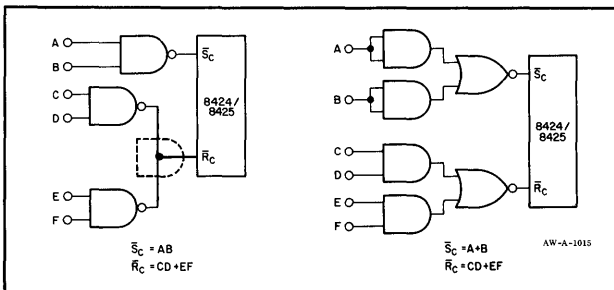 A
B
S̄C
C
D
8424/
8425
R̄C
E
F
S̄C = AB
R̄C = CD + EF
A
B
S̄C
C
D
8424/
8425
R̄C
E
F
S̄C = A+B
R̄C = CD + EF
AW-A-1015